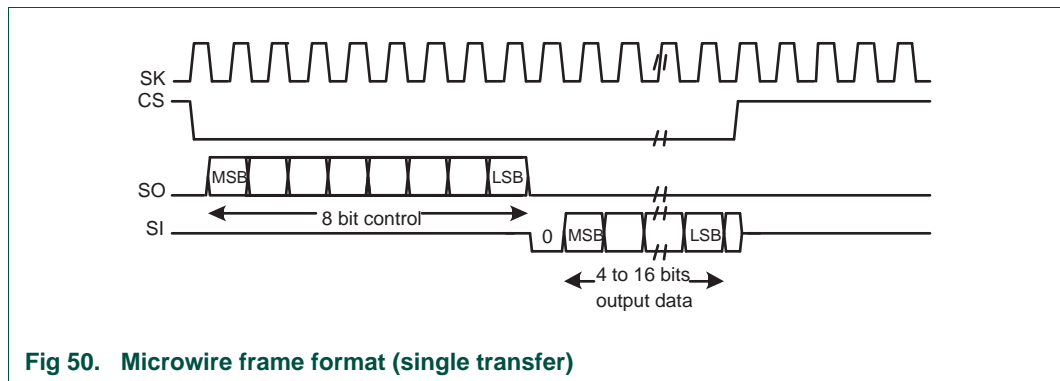 SK
CS
SO
MSB
LSB
8 bit control
SI
0
MSB
LSB
4 to 16 bits
output data
Fig 50. Microwire frame format (single transfer)